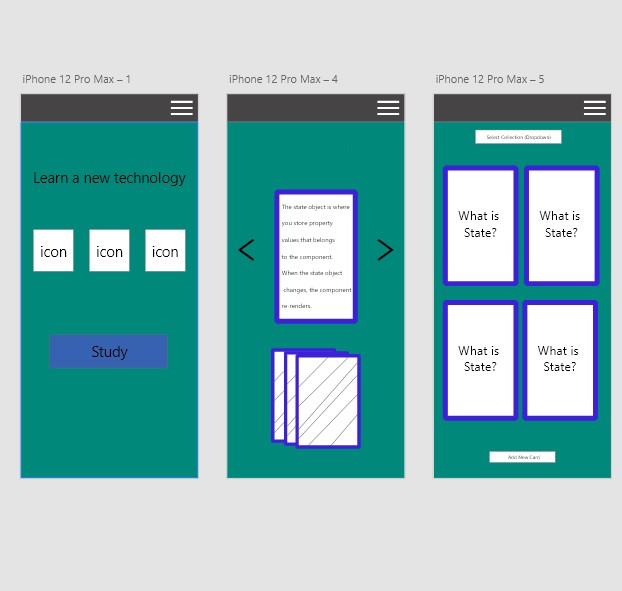 iPhone 12 Pro Max – 1
Learn a new technology
icon icon icon
Study
iPhone 12 Pro Max – 4
The state object is where
you store property
values that belongs
to the component.
When the state object
changes, the component
re-renders.
iPhone 12 Pro Max – 5
Select Collection (Dropdown)
What is
State?
What is
State?
What is
State?
What is
State?
Add New Card